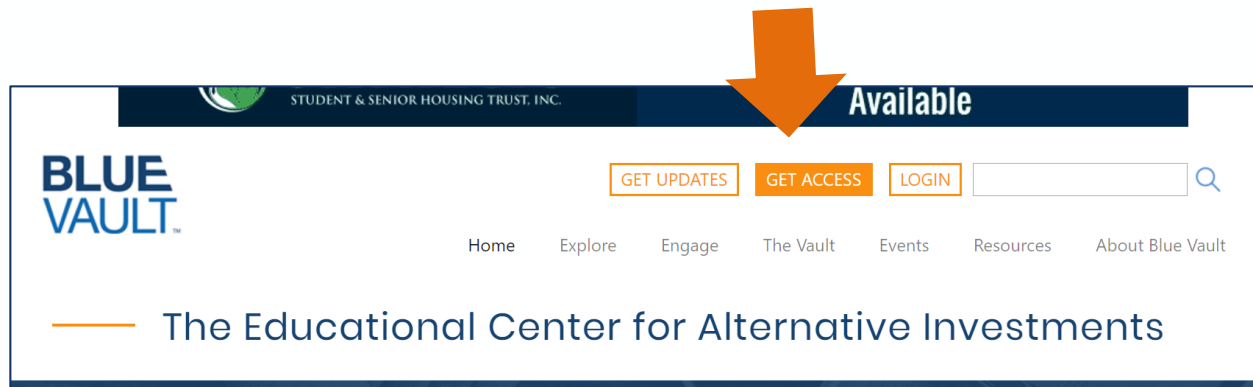 STUDENT & SENIOR HOUSING TRUST, INC.
Available
BLUE
VAULT™
GET UPDATES GET ACCESS LOGIN
Home Explore Engage The Vault Events Resources About Blue Vault
The Educational Center for Alternative Investments